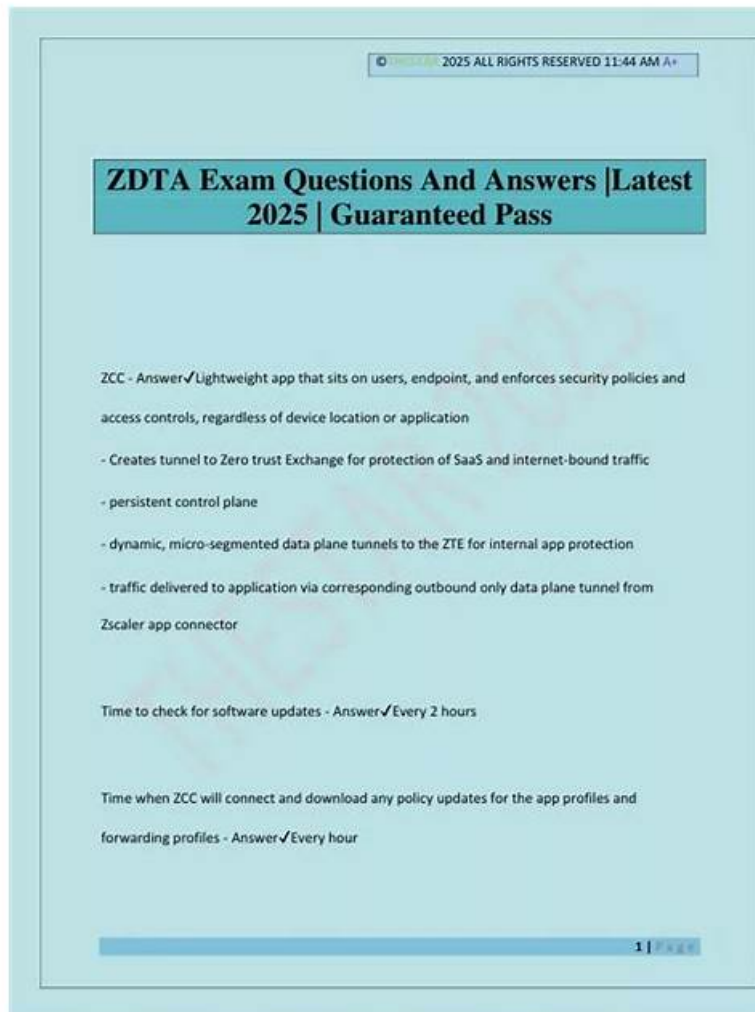 © THESTAR 2025 ALL RIGHTS RESERVED 11:44 AM A+
ZDTA Exam Questions And Answers |Latest
2025 | Guaranteed Pass
ZCC - Answer✓Lightweight app that sits on users, endpoint, and enforces security policies and
access controls, regardless of device location or application
- Creates tunnel to Zero trust Exchange for protection of SaaS and internet-bound traffic
- persistent control plane
- dynamic, micro-segmented data plane tunnels to the ZTE for internal app protection
- traffic delivered to application via corresponding outbound only data plane tunnel from
Zscaler app connector
Time to check for software updates - Answer✓Every 2 hours
Time when ZCC will connect and download any policy updates for the app profiles and
forwarding profiles - Answer✓Every hour
THESTAR 2025
1 | Page